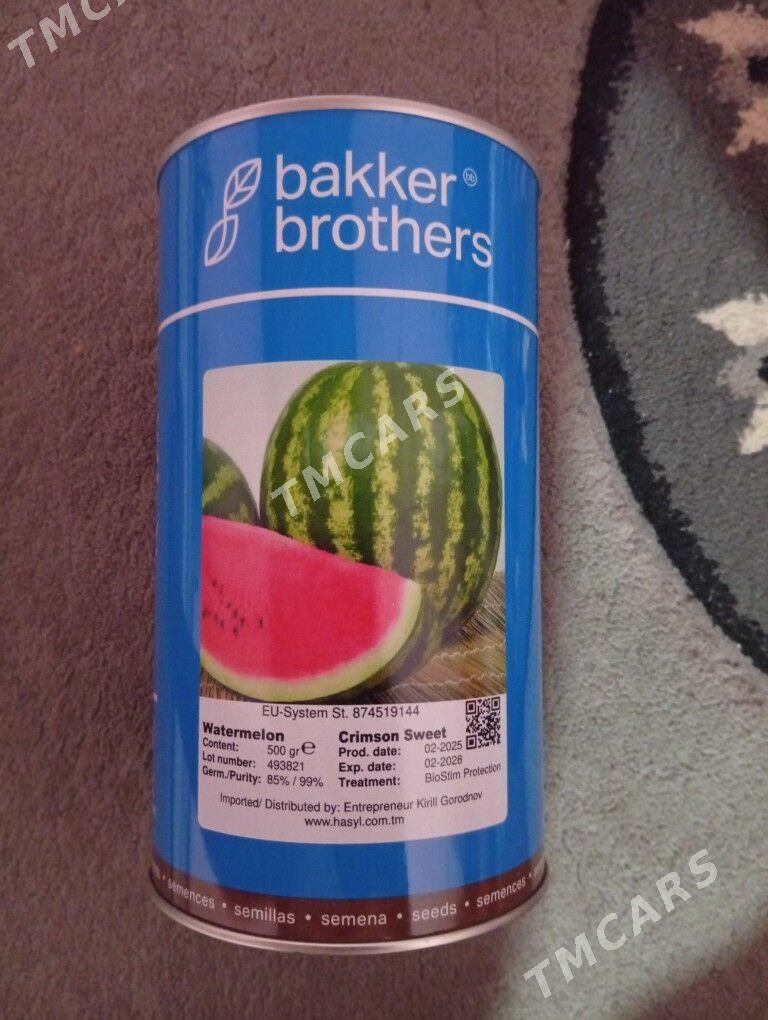 TMCARS
bakker
brothers
bb
TMCARS
EU-System St. 874519144
Watermelon Crimson Sweet
Content: 500 gr ℮ Prod. date: 02-2025
Lot number: 493821 Exp. date: 02-2028
Germ./Purity: 85% / 99% Treatment: BioStim Protection
Imported/ Distributed by: Entrepreneur Kirill Gorodnov
www.hasyl.com.tm
• semences • semillas • semena • seeds • semences •
TMCARS